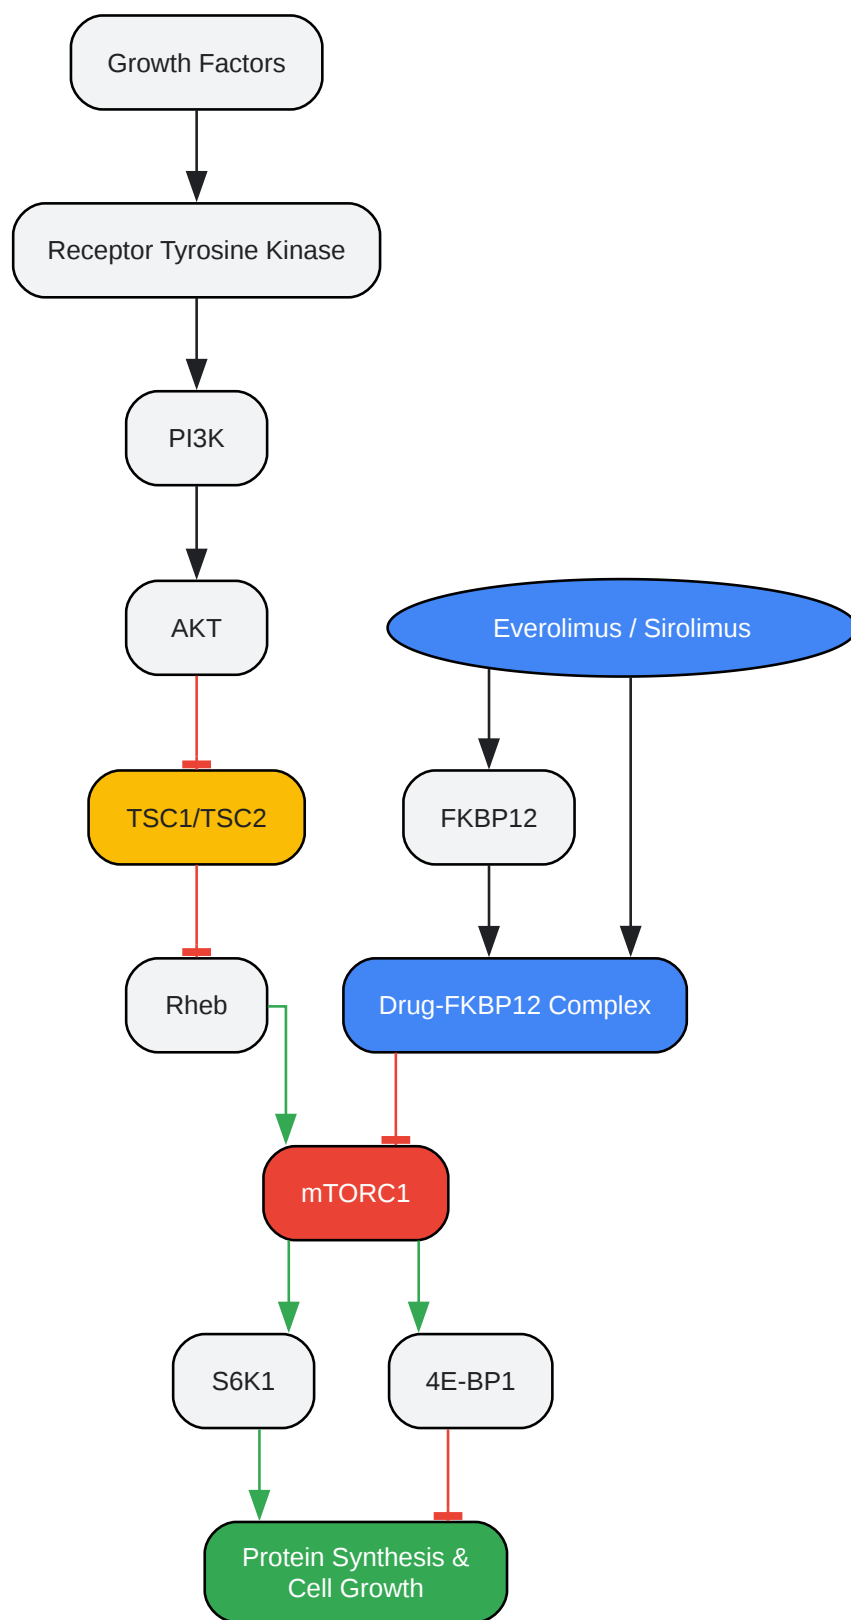 Growth Factors
Receptor Tyrosine Kinase
PI3K
AKT
Everolimus / Sirolimus
TSC1/TSC2
FKBP12
Rheb
Drug-FKBP12 Complex
mTORC1
S6K1
4E-BP1
Protein Synthesis &
Cell Growth